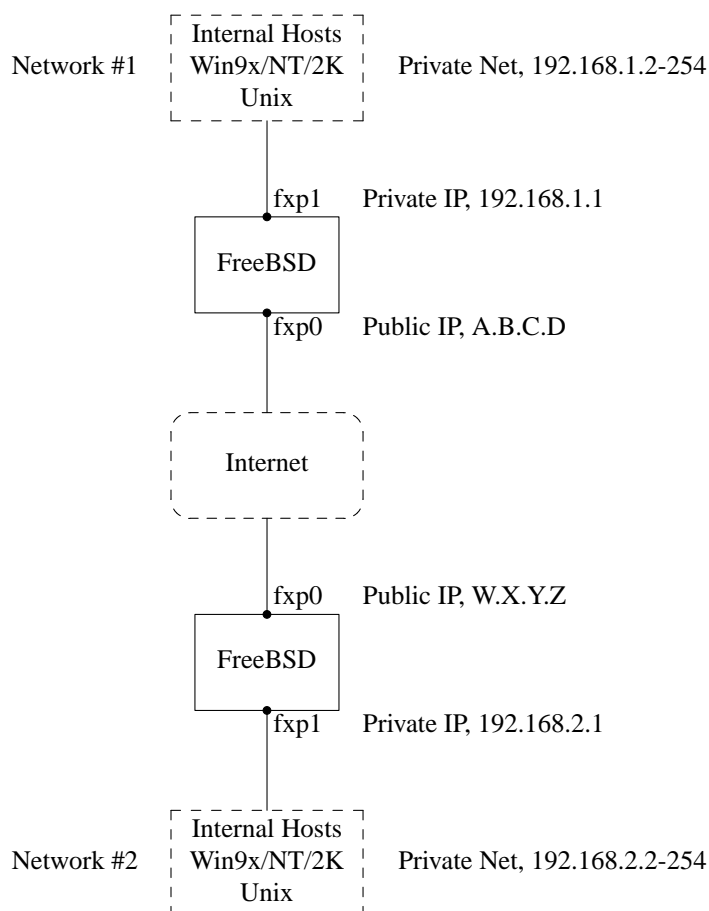 Internal Hosts
Network #1 Win9x/NT/2K Private Net, 192.168.1.2-254
Unix
fxp1 Private IP, 192.168.1.1
FreeBSD
fxp0 Public IP, A.B.C.D
Internet
fxp0 Public IP, W.X.Y.Z
FreeBSD
fxp1 Private IP, 192.168.2.1
Internal Hosts
Network #2 Win9x/NT/2K Private Net, 192.168.2.2-254
Unix